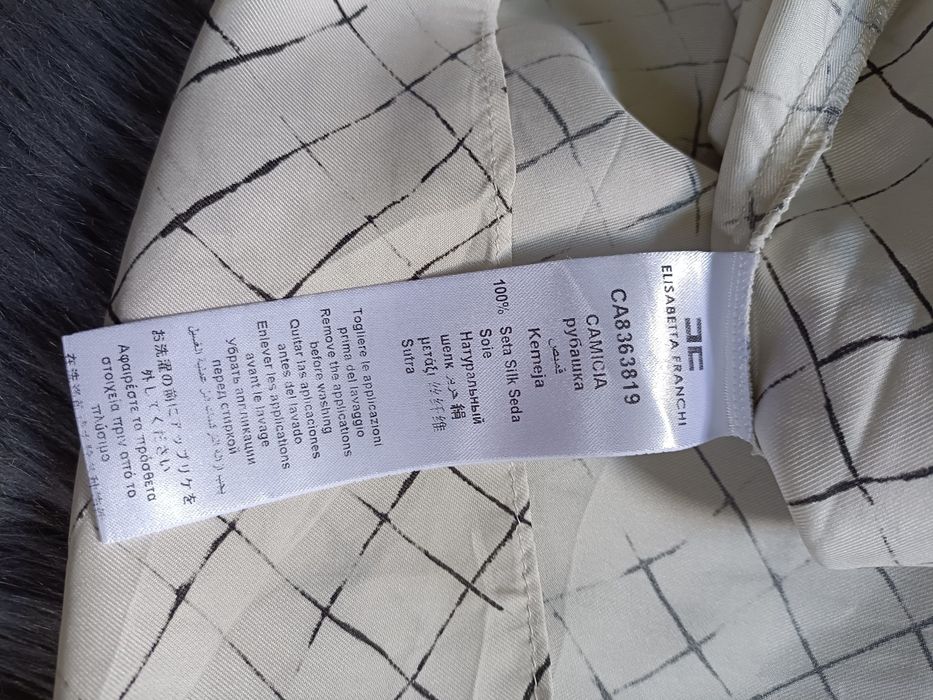 ELISABETTA FRANCHI
CA8363819
CAMICIA
рубашка
قميص
Kemeja
100% Seta Silk Seda
Soie
Натурэльный
шелк حرير 絹
μετάξι 丝纤维
Sutra
Togliere le applicazioni
prima del lavaggio
Remove the applications
before washing
Quitar las aplicaciones
antes del lavado
Enlever les applications
avant le lavage
Убрать аппликации
перед стиркой
お洗濯の前にアップリケを
外してください
Αφαιρέστε τα πρόσθετα
στοιχεία πριν από το
πλύσιμο